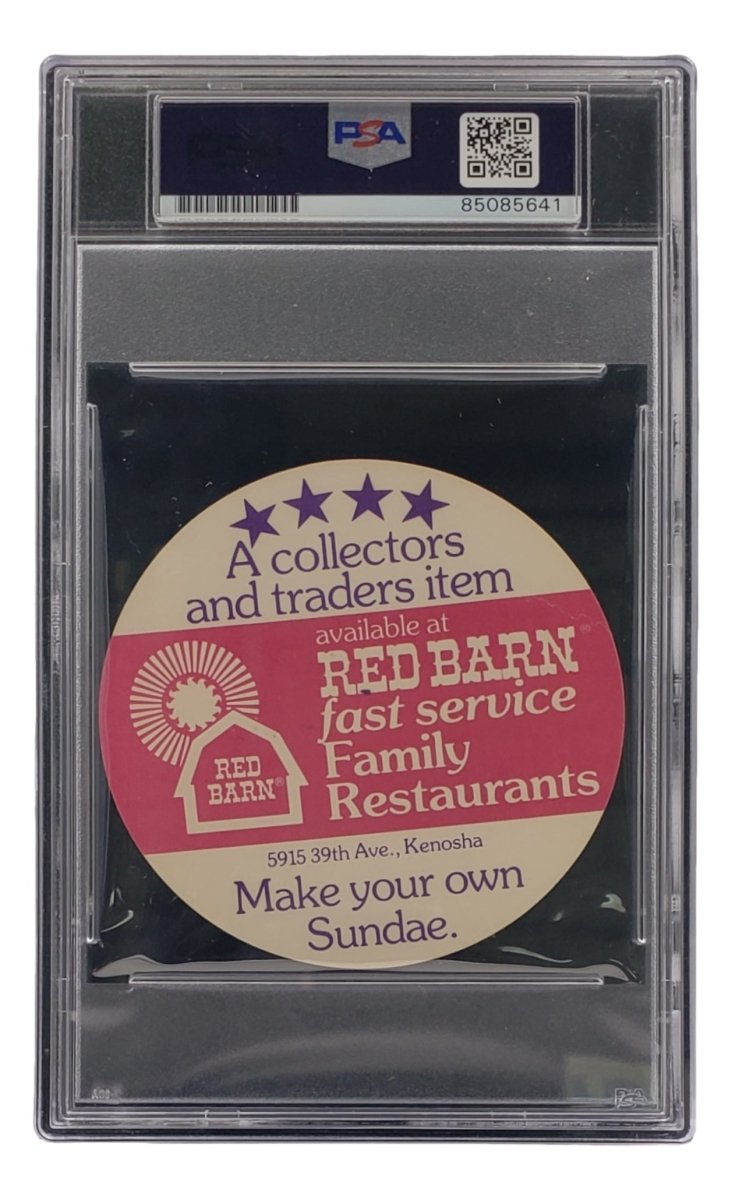 PSA
85085641
A collectors
and traders item
available at
RED BARN®
fast service
Family
Restaurants
RED
BARN®
5915 39th Ave., Kenosha
Make your own
Sundae.
PSA